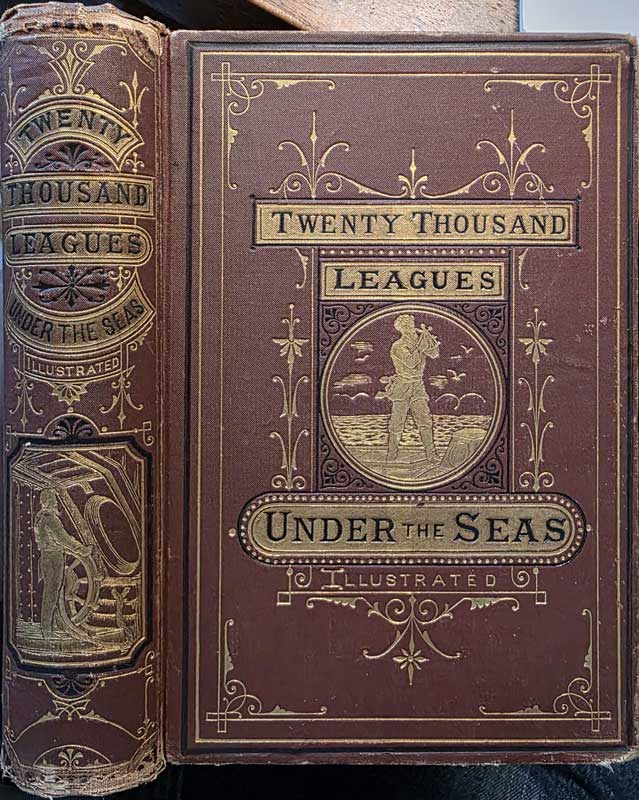 TWENTY
THOUSAND
LEAGUES
UNDER THE SEAS
ILLUSTRATED
TWENTY THOUSAND
LEAGUES
UNDER THE SEAS
ILLUSTRATED